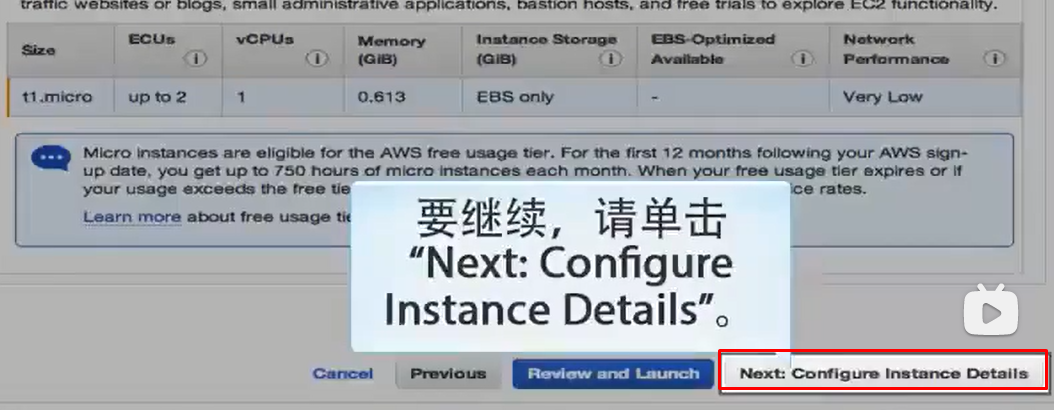 traffic websites or blogs, small administrative applications, bastion hosts, and free trials to explore EC2 functionality.
Size ECUs vCPUs Memory (GiB) Instance Storage (GiB) EBS-Optimized Available Network Performance
t1.micro up to 2 1 0.613 EBS only - Very Low
Micro instances are eligible for the AWS free usage tier. For the first 12 months following your AWS sign-
up date, you get up to 750 hours of micro instances each month. When your free usage tier expires or if
your usage exceeds the free tie ice rates.
Learn more about free usage tie
要继续，请单击
“Next: Configure
Instance Details”。
Cancel Previous Review and Launch Next: Configure Instance Details